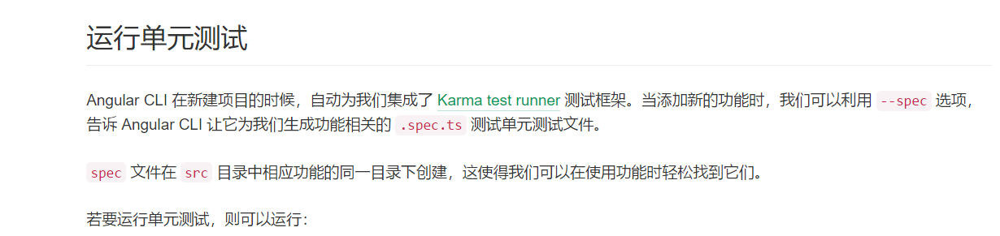 运行单元测试
Angular CLI 在新建项目的时候，自动为我们集成了 Karma test runner 测试框架。当添加新的功能时，我们可以利用 --spec 选项，
告诉 Angular CLI 让它为我们生成功能相关的 .spec.ts 测试单元测试文件。
spec 文件在 src 目录中相应功能的同一目录下创建，这使得我们可以在使用功能时轻松找到它们。
若要运行单元测试，则可以运行：